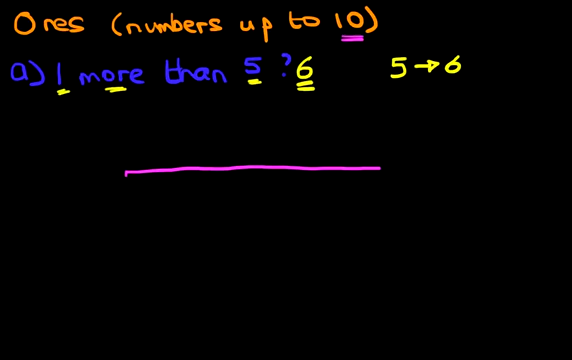 Ones (numbers up to 10)
a) 1 more than 5 ? 6 5 → 6